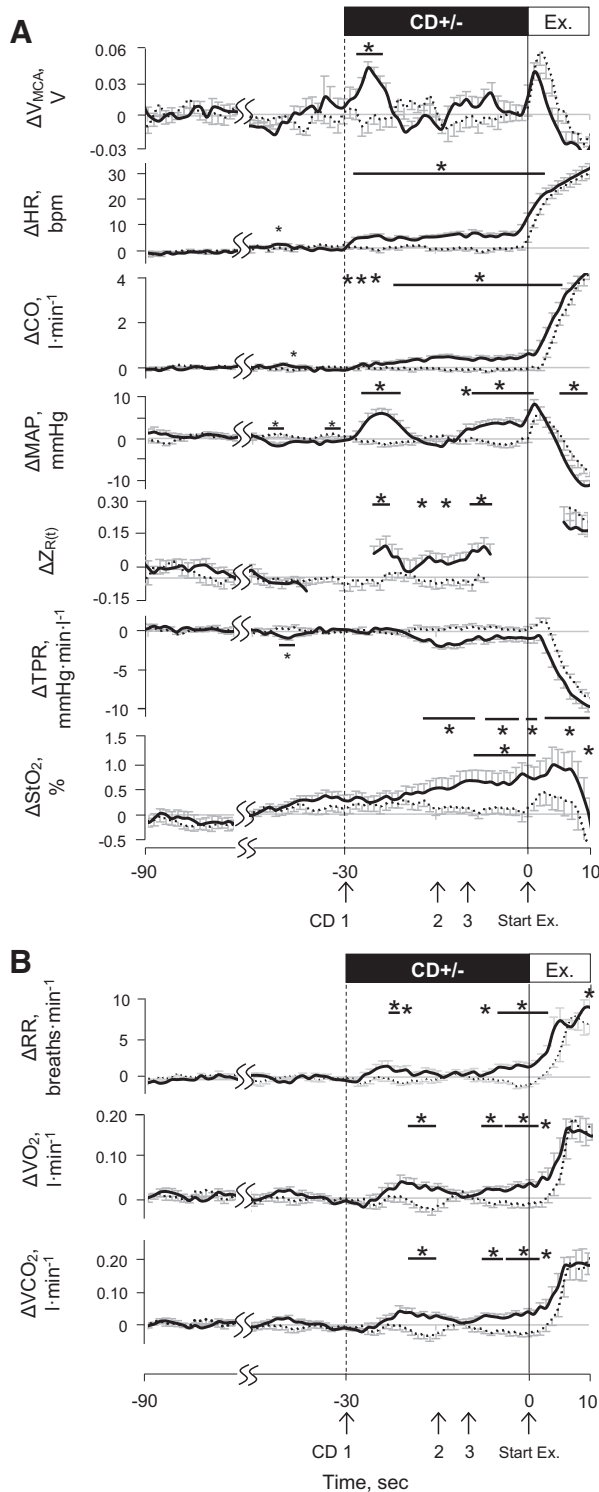 A
CD+/- Ex.
ΔVMCA, V
0.06
0.03
0
-0.03
*
ΔHR, bpm
30
20
10
0
*
*
ΔCO, l·min-1
4
2
0
*** *
*
ΔMAP, mmHg
10
0
-10
* * * * * *
ΔZR(t)
0.30
0.15
0
-0.15
* * * *
ΔTPR, mmHg·min·l-1
0
-5
-10
*
* * * *
ΔStO2, %
1.5
1.0
0.5
0
-0.5
* *
-90 -30 0 10
CD 1 2 3 Start Ex.
B
CD+/- Ex.
ΔRR, breaths·min-1
10
5
0
** * * *
ΔVO2, l·min-1
0.20
0.10
0
* * * *
ΔVCO2, l·min-1
0.20
0.10
0
* * * *
-90 -30 0 10
CD 1 2 3 Start Ex.
Time, sec